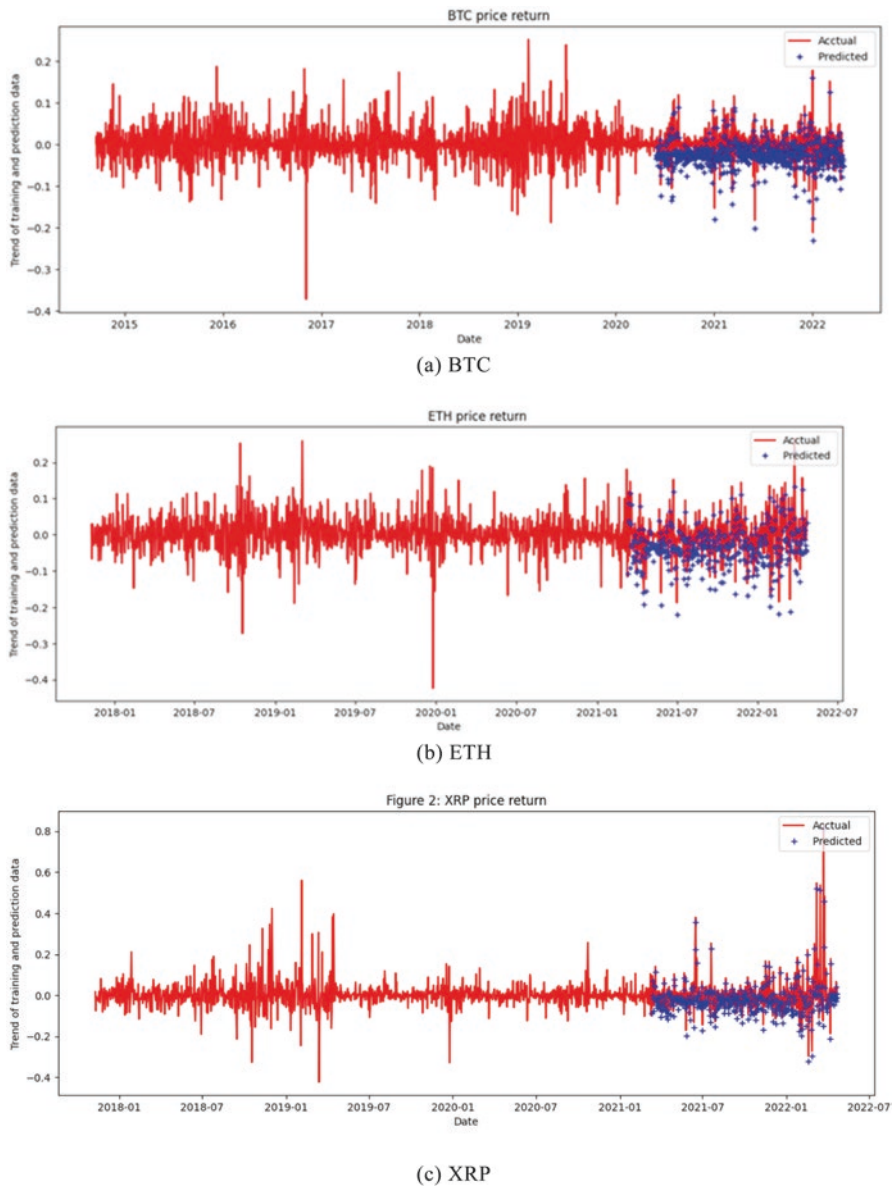 BTC price return
Acctual
Predicted
Trend of training and prediction data
0.2
0.1
0.0
−0.1
−0.2
−0.3
−0.4
2015 2016 2017 2018 2019 2020 2021 2022
Date
(a) BTC
ETH price return
Acctual
Predicted
Trend of training and prediction data
0.2
0.1
0.0
−0.1
−0.2
−0.3
−0.4
2018-01 2018-07 2019-01 2019-07 2020-01 2020-07 2021-01 2021-07 2022-01 2022-07
Date
(b) ETH
Figure 2: XRP price return
Acctual
Predicted
Trend of training and prediction data
0.8
0.6
0.4
0.2
0.0
−0.2
−0.4
2018-01 2018-07 2019-01 2019-07 2020-01 2020-07 2021-01 2021-07 2022-01 2022-07
Date
(c) XRP